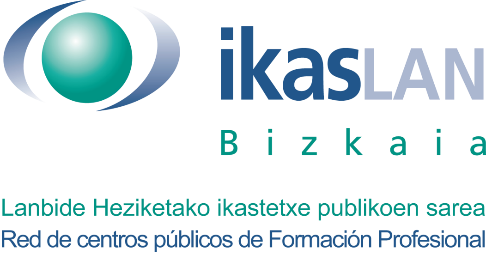 ikasLAN
Bizkaia
Lanbide Heziketako ikastetxe publikoen sarea
Red de centros públicos de Formación Profesional